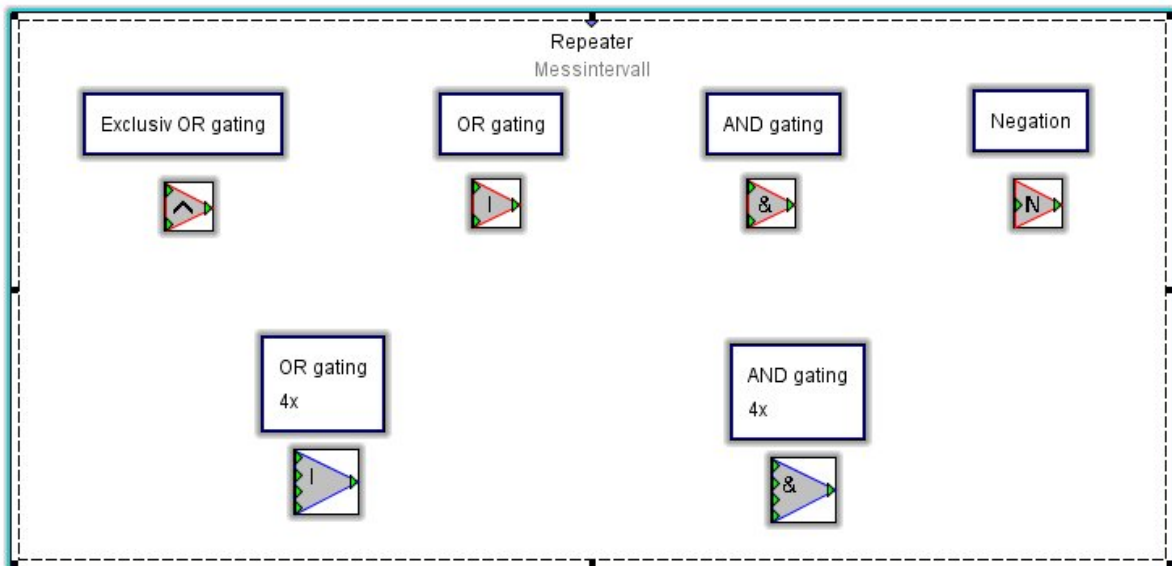 Repeater
Messintervall
Exclusiv OR gating
OR gating
AND gating
Negation
^
|
&
N
OR gating
4x
AND gating
4x
|
&